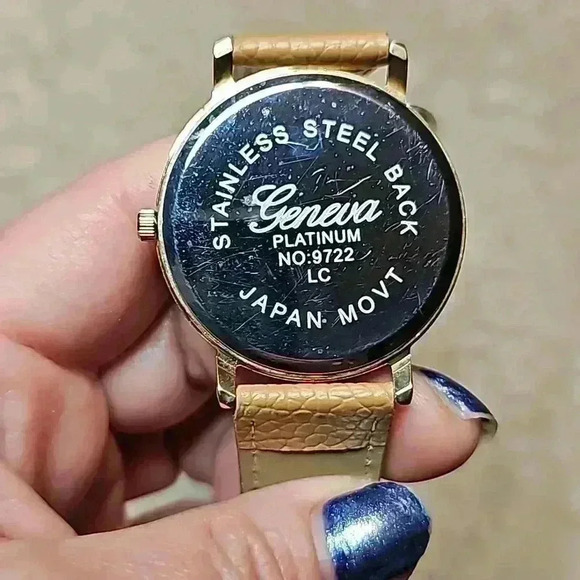 STAINLESS STEEL BACK
Geneva
PLATINUM
NO:9722
LC
JAPAN MOVT